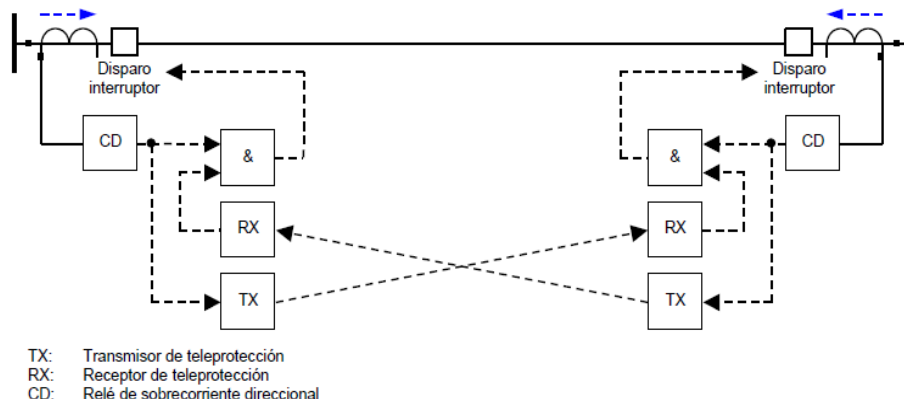 Disparo
interruptor
Disparo
interruptor
CD
&
&
CD
RX
RX
TX
TX
TX: Transmisor de teleprotección
RX: Receptor de teleprotección
CD: Relé de sobrecorriente direccional